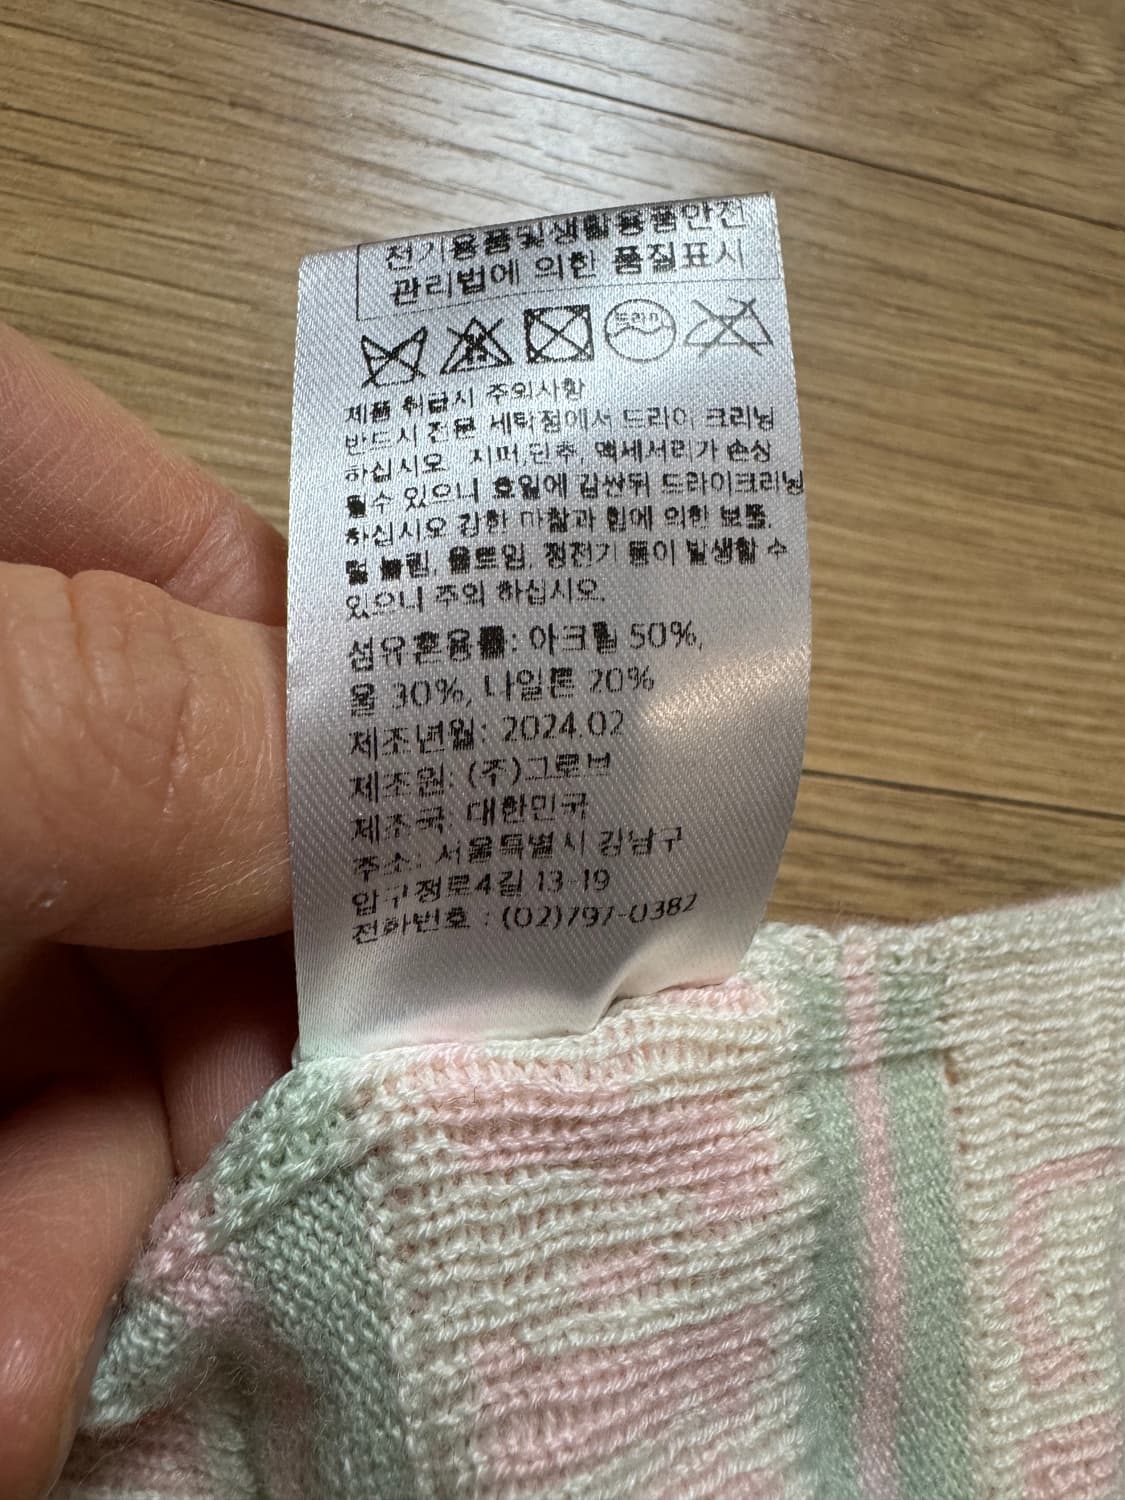 전기용품및생활용품안전
관리법에 의한 품질표시
드라이
제품 취급시 주의사항
반드시 전문 세탁점에서 드라이 크리닝
하십시오 지퍼,단추, 액세서리가 손상
될수 있으니 호일에 감싼뒤 드라이크리닝
하십시오 강한 마찰과 힘에 의한 보풀,
털 빠짐, 올트임, 정전기 등이 발생할 수
있으니 주의 하십시오.
섬유혼용률: 아크릴 50%,
울 30%, 나일론 20%
제조년월: 2024.02
제조원: (주)그로브
제조국: 대한민국
주소: 서울특별시 강남구
압구정로4길 13-19
전화번호 : (02)797-0382